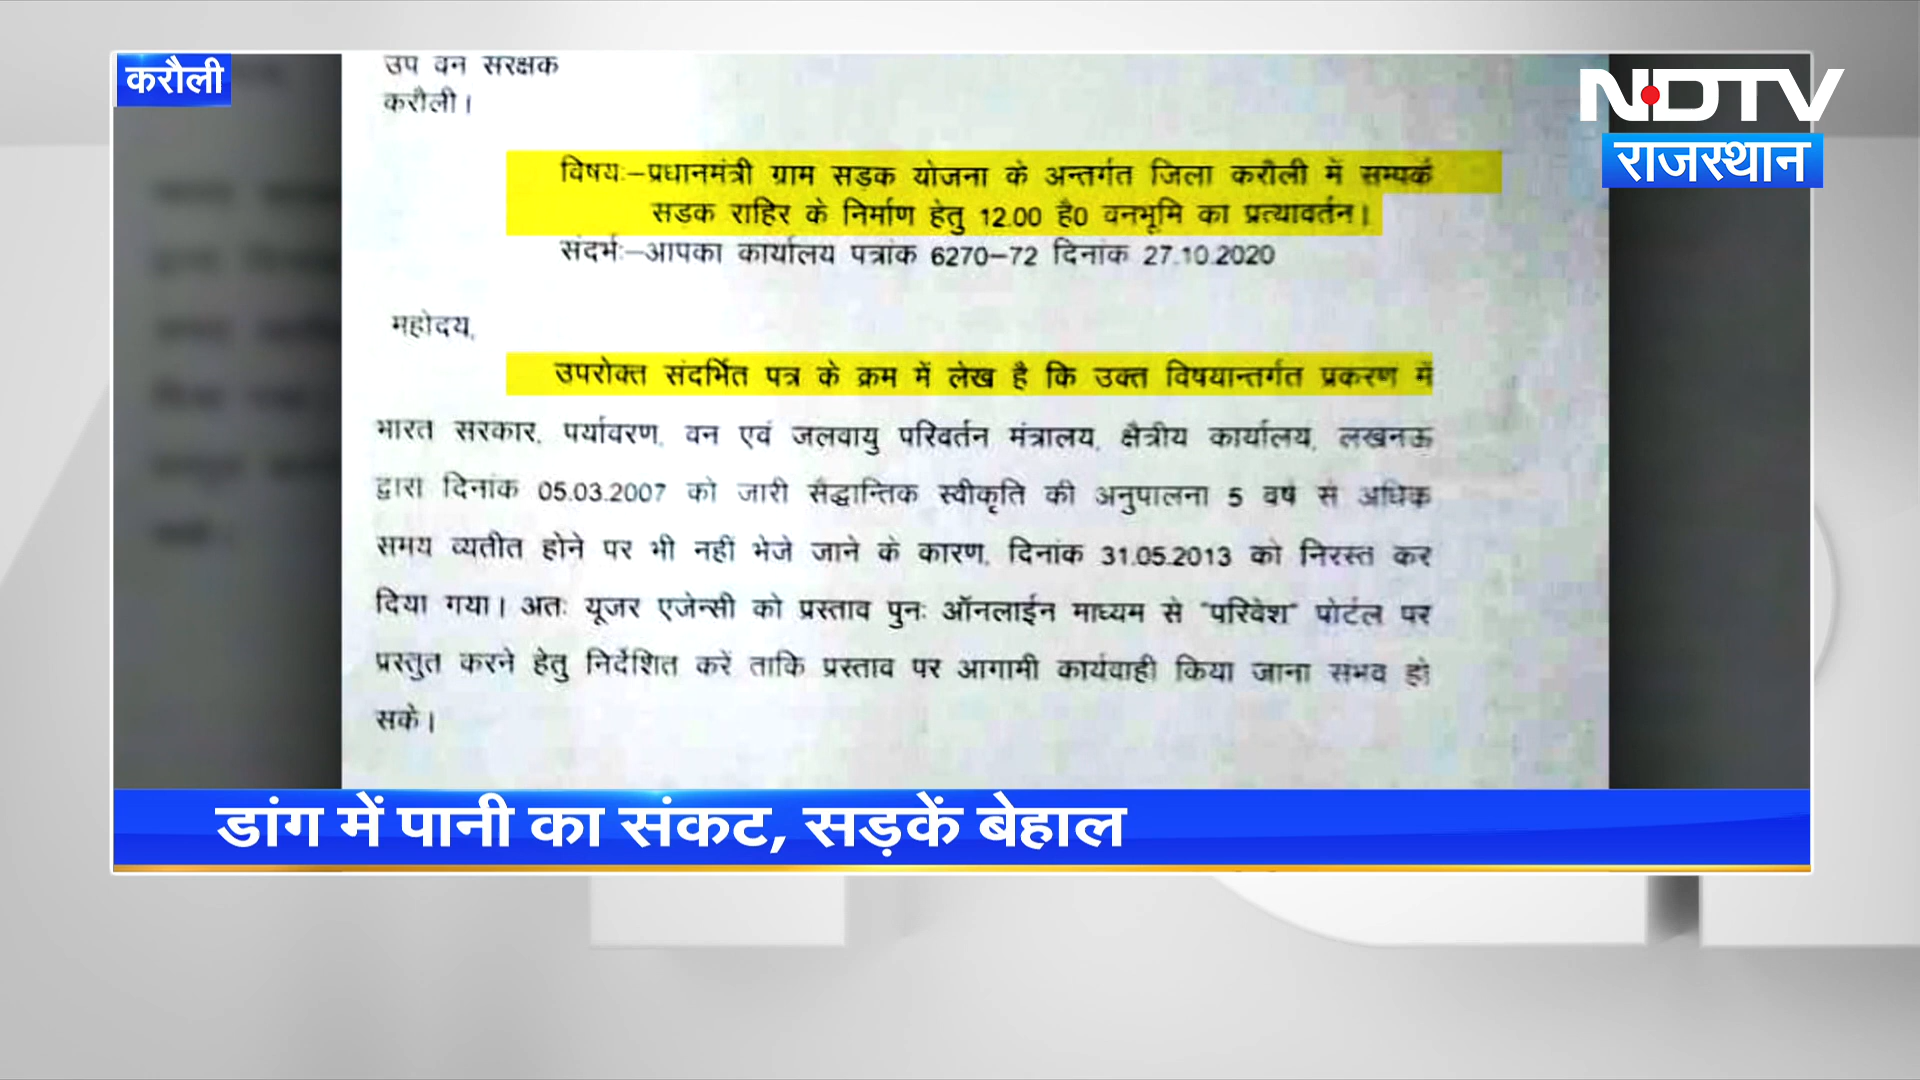 करौली
NDTV
राजस्थान
उप वन सरक्षक
करौली।
विषयः–प्रधानमंत्री ग्राम सड़क योजना के अन्तर्गत जिला करौली में सम्पर्क
सड़क राहिर के निर्माण हेतु 12.00 है0 वनभूमि का प्रत्यावर्तन।
संदर्भः–आपका कार्यालय पत्रांक 6270–72 दिनांक 27.10.2020
महोदय,
उपरोक्त संदर्भित पत्र के क्रम में लेख है कि उक्त विषयान्तर्गत प्रकरण में
भारत सरकार, पर्यावरण, वन एवं जलवायु परिवर्तन मंत्रालय, क्षैत्रीय कार्यालय, लखनऊ
द्वारा दिनांक 05.03.2007 को जारी सैद्धान्तिक स्वीकृति की अनुपालना 5 वर्ष से अधिक
समय व्यतीत होने पर भी नहीं भेजे जाने के कारण, दिनांक 31.05.2013 को निरस्त कर
दिया गया। अतः यूजर एजेन्सी को प्रस्ताव पुनः ऑनलाईन माध्यम से "परिवेश" पोर्टल पर
प्रस्तुत करने हेतु निर्देशित करें ताकि प्रस्ताव पर आगामी कार्यवाही किया जाना संभव हो
सके।
डांग में पानी का संकट, सड़कें बेहाल